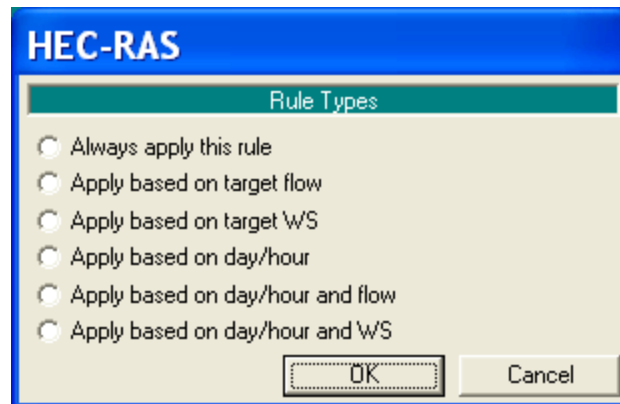 HEC-RAS
Rule Types
Always apply this rule
Apply based on target flow
Apply based on target WS
Apply based on day/hour
Apply based on day/hour and flow
Apply based on day/hour and WS
OK Cancel